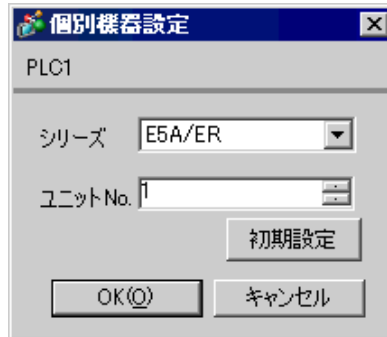 個別機器設定
PLC1
シリーズ E5A/ER
ユニットNo. 1
初期設定
OK(O) キャンセル